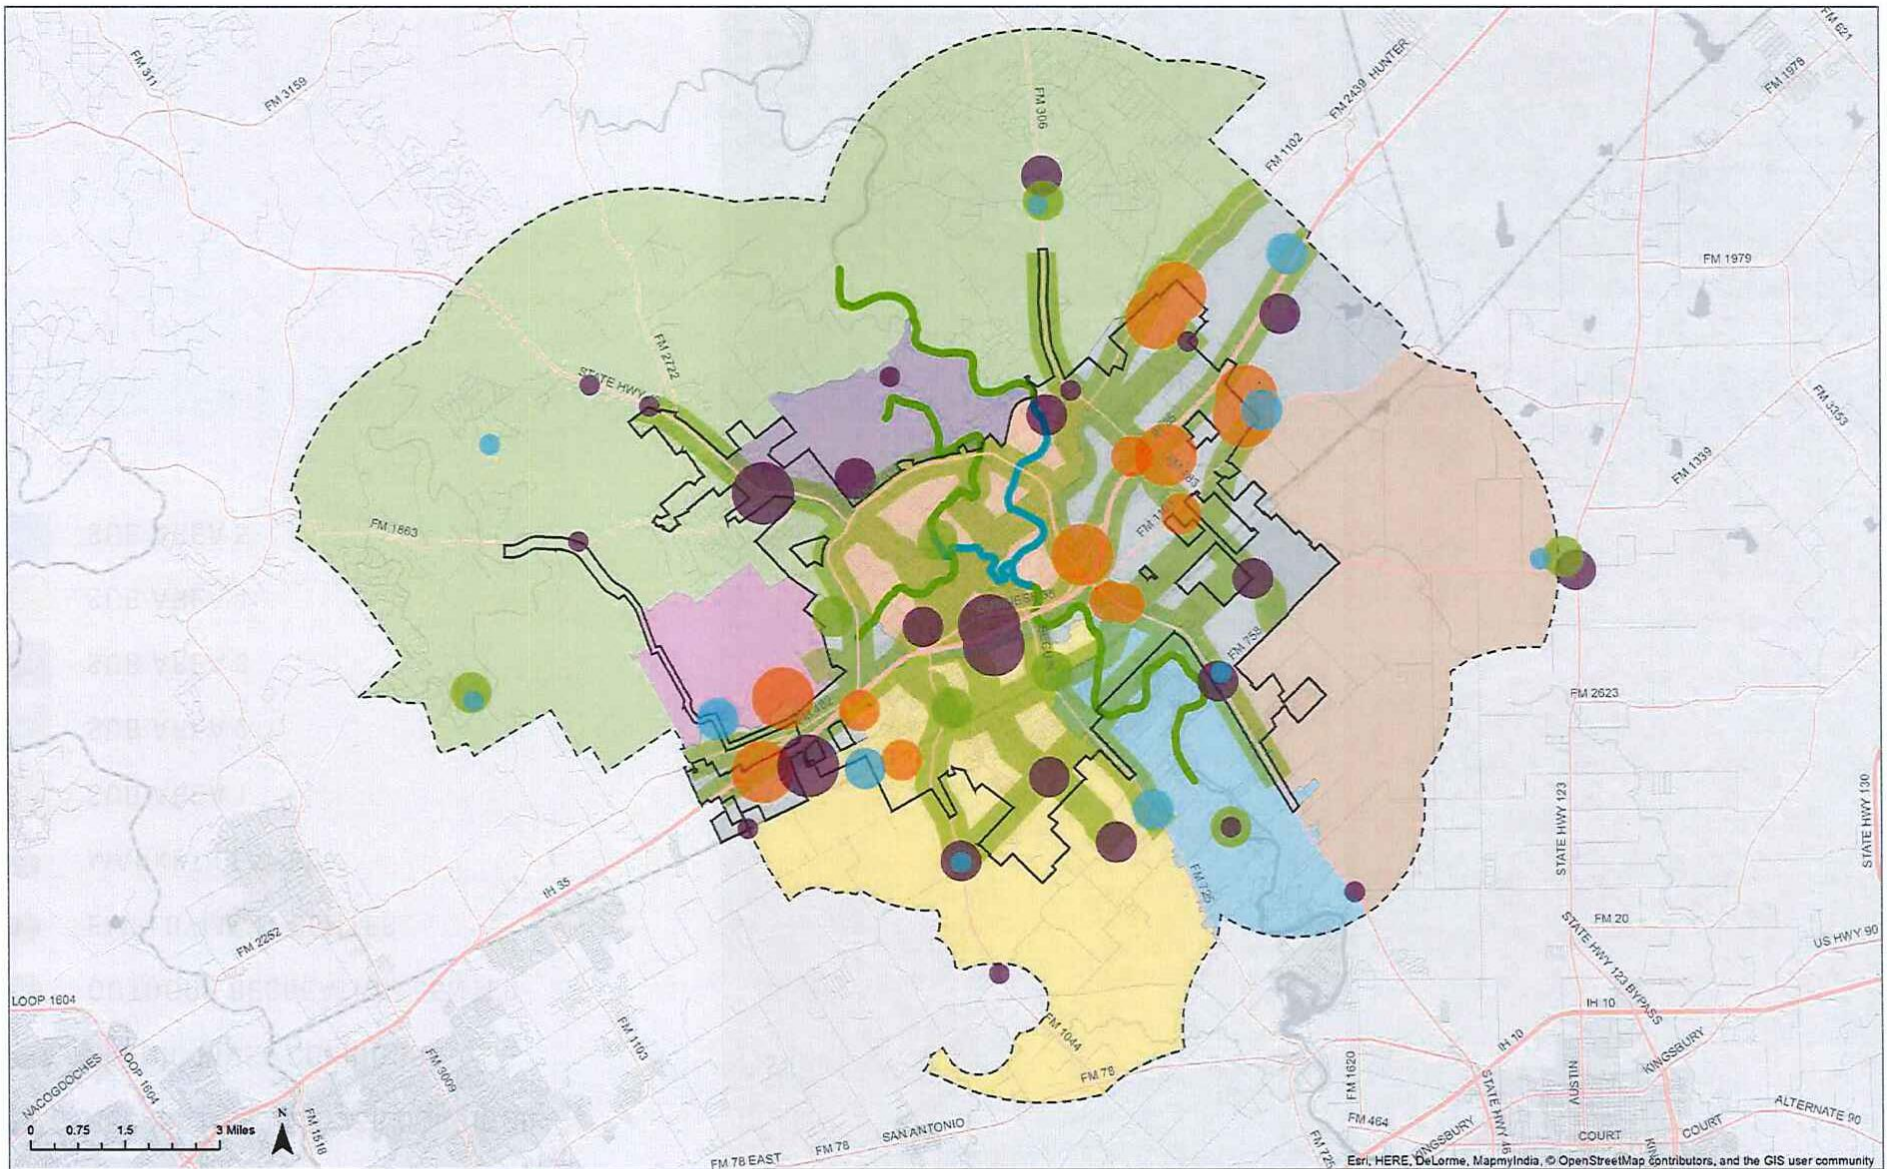 FM 621
FM 311
FM 3159
FM 306
FM 2439 HUNTER
FM 1978
FM 1102
FM 1979
FM 2722
STATE HWY
FM 3353
FM 1339
FM 1863
FM 758
FM 2623
FM 482
FM 725
STATE HWY 123
STATE HWY 130
IH 35
FM 2252
FM 20
STATE HWY 123 BYPASS
US HWY 90
LOOP 1604
IH 10
FM 1044
FM 1103
IH 10
KINGSBURY
NACOGDOCHES
LOOP 1604
FM 3009
FM 78
FM 1620
AUSTIN
STATE HWY 46
FM 1518
N
0 0.75 1.5 3 Miles
FM 464
ALTERNATE 90
SAN ANTONIO
KINGSBURY
COURT
COURT
FM 78
FM 78 EAST
Esri, HERE, DeLorme, MapmyIndia, © OpenStreetMap contributors, and the GIS user community